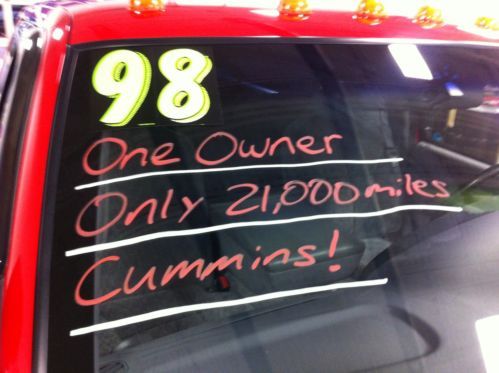 98
One Owner
Only 21,000 miles
Cummins!